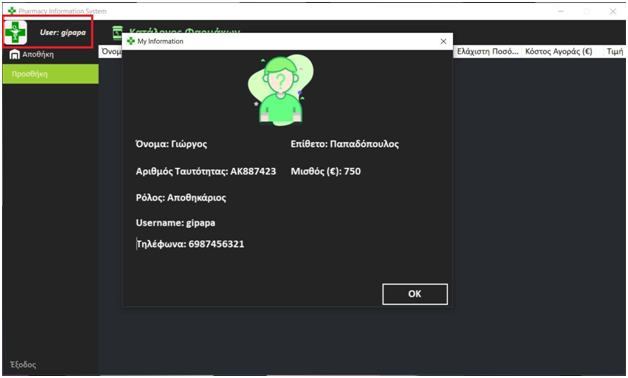 Pharmacy Information System
User: gipapa
Κατάλογος Φαρμάκων
My Information
Αποθήκη
Ελάχιστη Ποσό... Κόστος Αγοράς (€) Τιμή
Προσθήκη
Όνομα: Γιώργος Επίθετο: Παπαδόπουλος
Αριθμός Ταυτότητας: ΑΚ887423 Μισθός (€): 750
Ρόλος: Αποθηκάριος
Username: gipapa
Τηλέφωνα: 6987456321
OK
Έξοδος